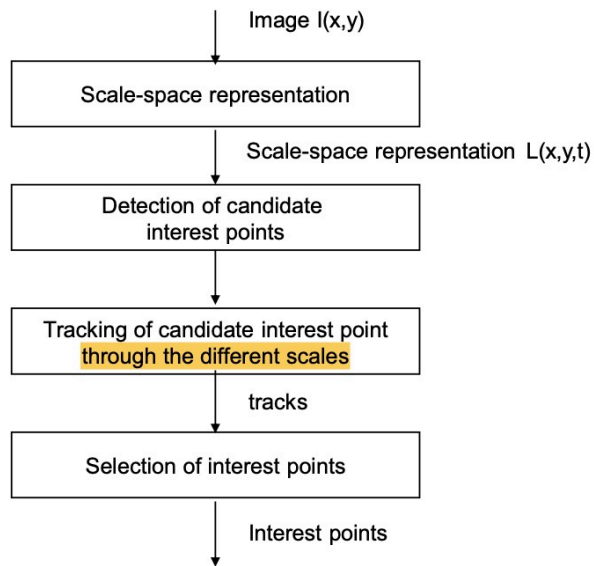 Image I(x,y)
Scale-space representation
Scale-space representation L(x,y,t)
Detection of candidate
interest points
Tracking of candidate interest point
through the different scales
tracks
Selection of interest points
Interest points